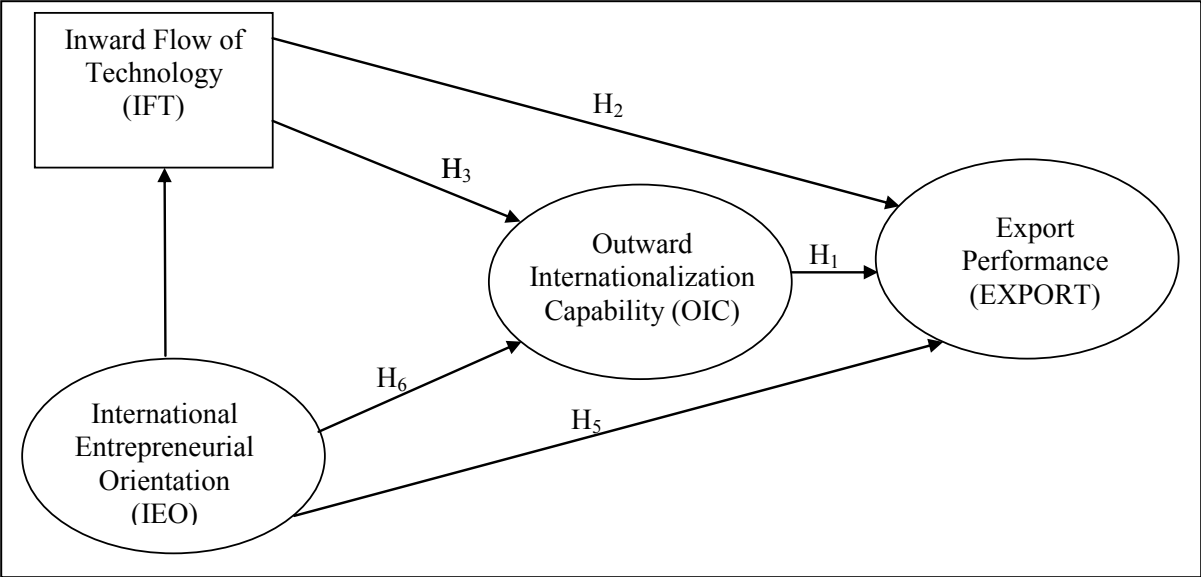 Inward Flow of
Technology
(IFT)
H2
H3
Outward
Internationalization
Capability (OIC)
H1
Export
Performance
(EXPORT)
H6
H5
International
Entrepreneurial
Orientation
(IEO)